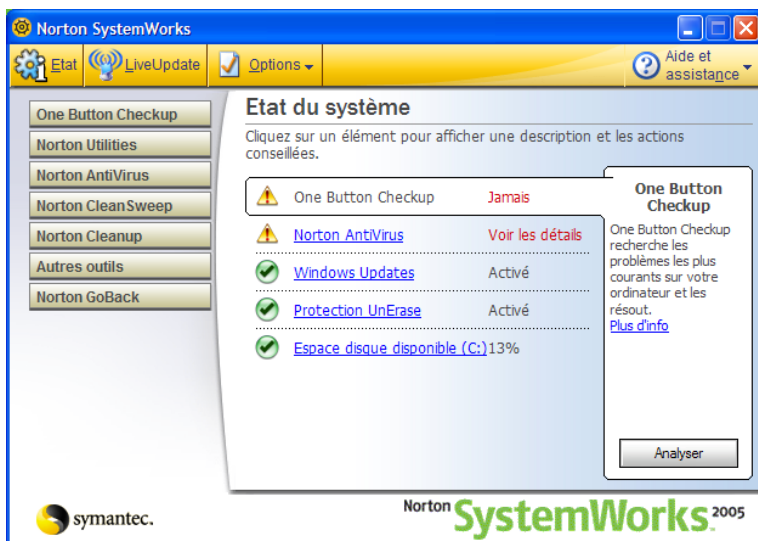 Norton SystemWorks
Etat
LiveUpdate
Options
Aide et
assistance
One Button Checkup
Norton Utilities
Norton AntiVirus
Norton CleanSweep
Norton Cleanup
Autres outils
Norton GoBack
Etat du système
Cliquez sur un élément pour afficher une description et les actions
conseillées.
One Button Checkup Jamais
Norton AntiVirus Voir les détails
Windows Updates Activé
Protection UnErase Activé
Espace disque disponible (C:) 13%
One Button
Checkup
One Button Checkup
recherche les
problèmes les plus
courants sur votre
ordinateur et les
résout.
Plus d'info
Analyser
symantec.
Norton SystemWorks 2005